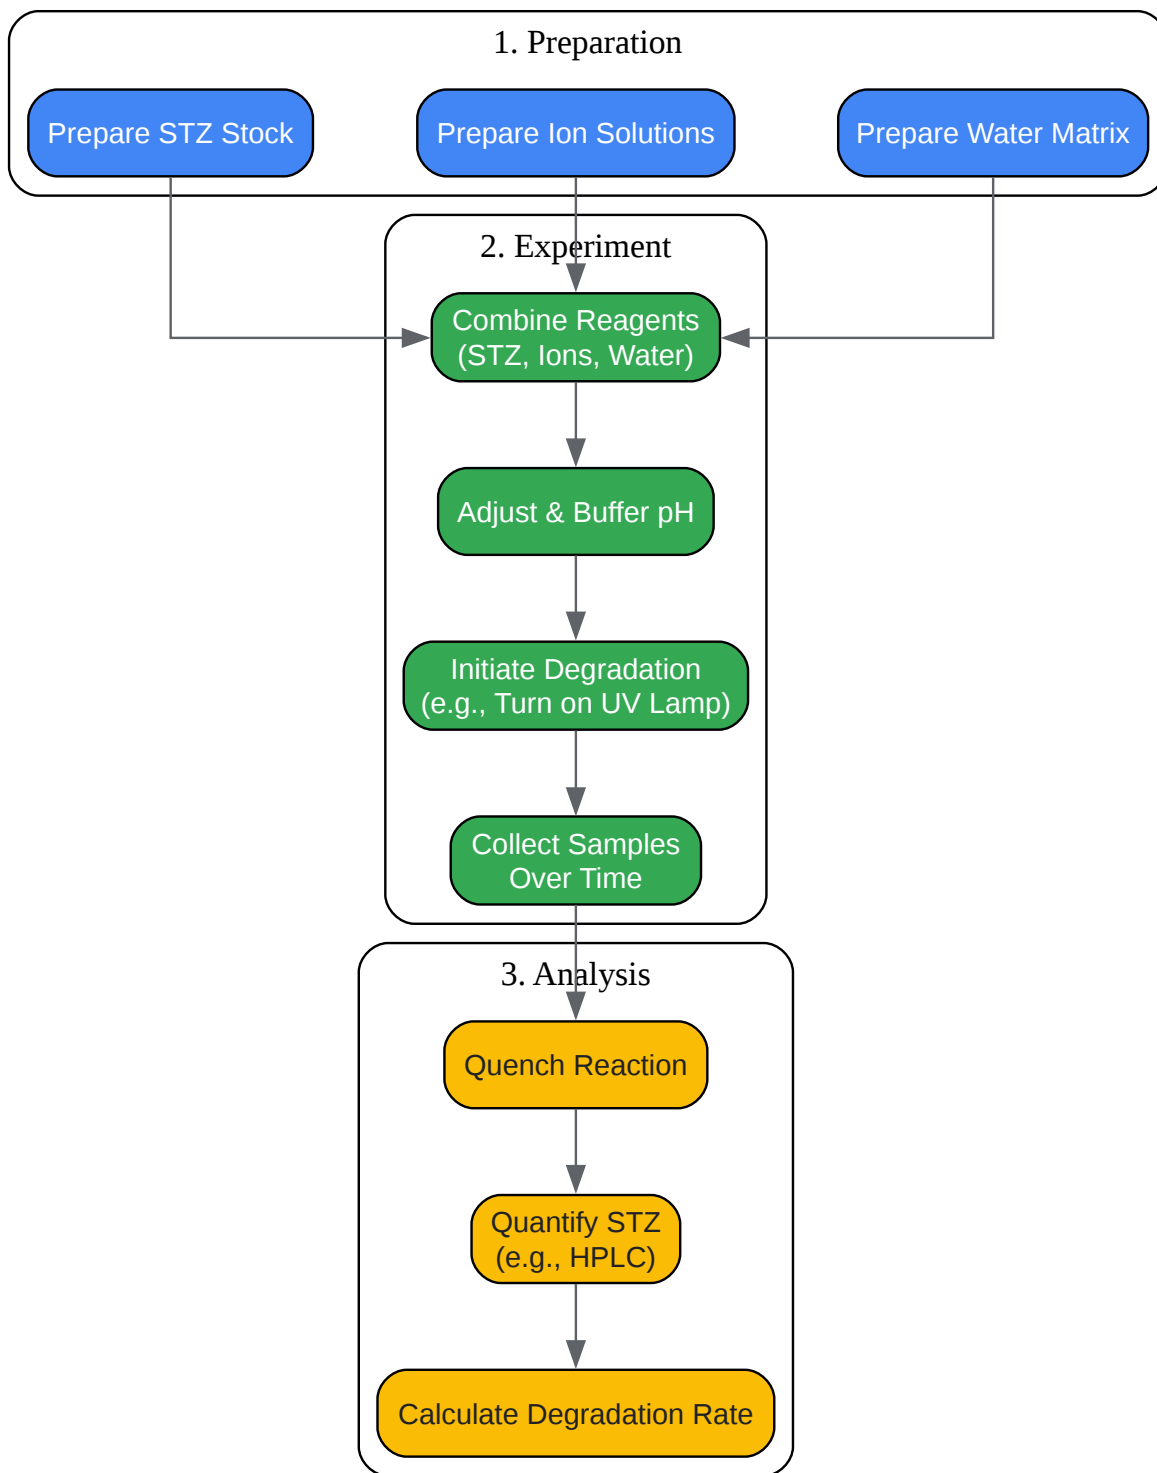 1. Preparation
Prepare STZ Stock
Prepare Ion Solutions
Prepare Water Matrix
2. Experiment
Combine Reagents
(STZ, Ions, Water)
Adjust & Buffer pH
Initiate Degradation
(e.g., Turn on UV Lamp)
Collect Samples
Over Time
3. Analysis
Quench Reaction
Quantify STZ
(e.g., HPLC)
Calculate Degradation Rate